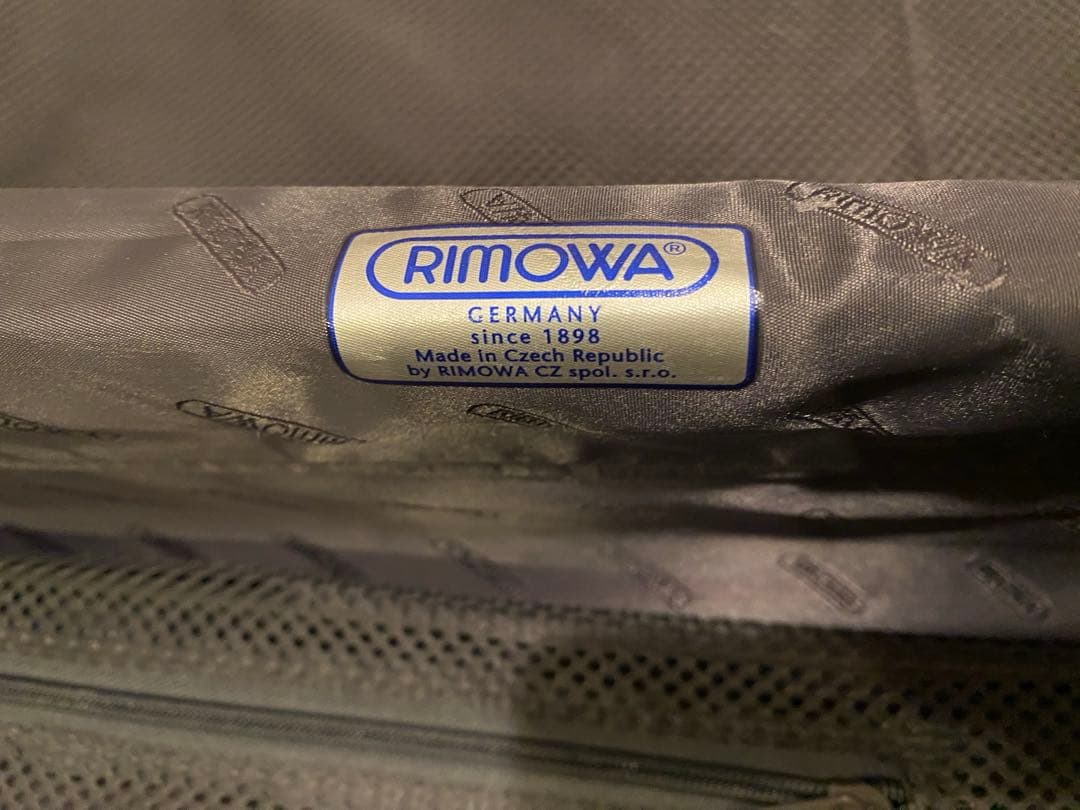 RIMOWA®
GERMANY
since 1898
Made in Czech Republic
by RIMOWA CZ spol. s.r.o.